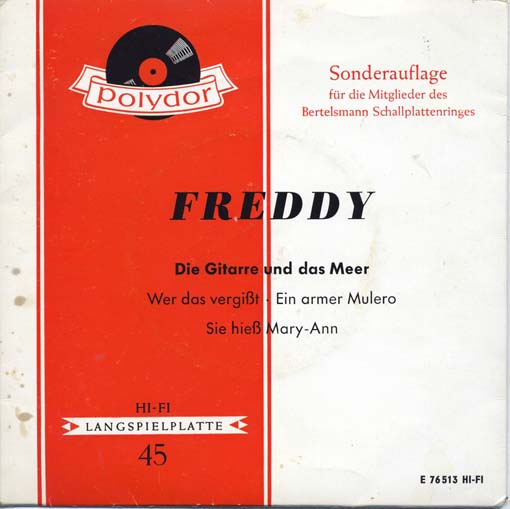 polydor
Sonderauflage
für die Mitglieder des
Bertelsmann Schallplattenringes
FREDDY
Die Gitarre und das Meer
Wer das vergißt · Ein armer Mulero
Sie hieß Mary-Ann
HI-FI
LANGSPIELPLATTE
45
E 76513 HI-FI